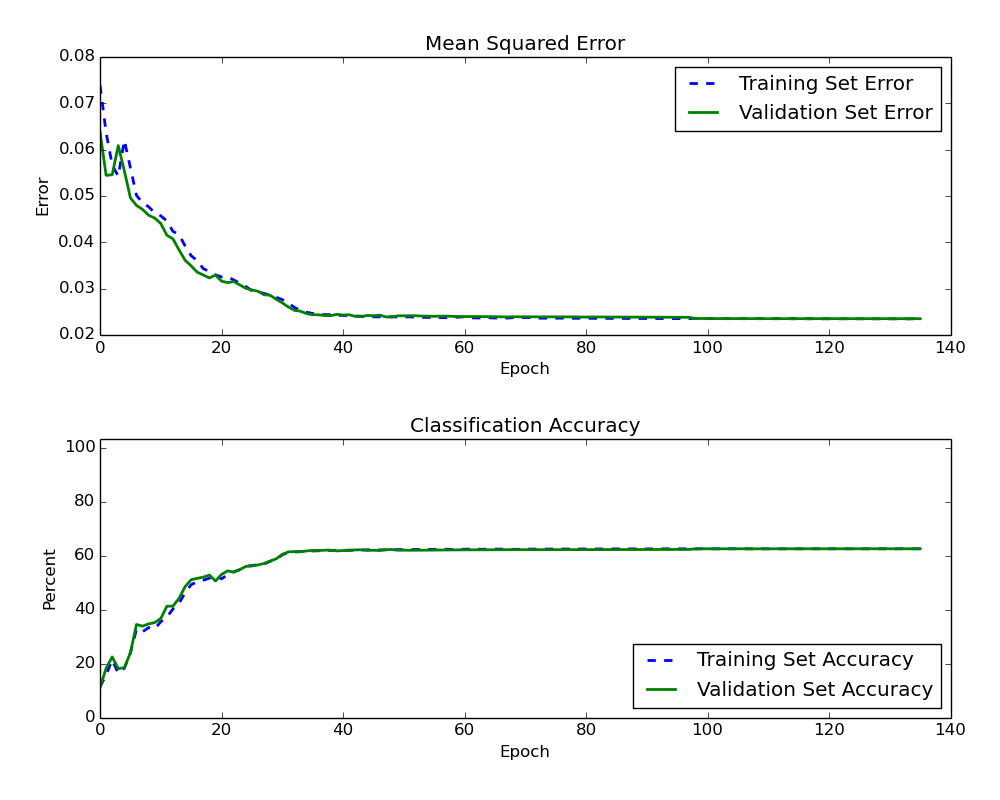 Mean Squared Error
0.08
0.07
0.06
0.05
0.04
0.03
0.02
Error
Training Set Error
Validation Set Error
0 20 40 60 80 100 120 140
Epoch
Classification Accuracy
100
80
60
40
20
0
Percent
Training Set Accuracy
Validation Set Accuracy
0 20 40 60 80 100 120 140
Epoch